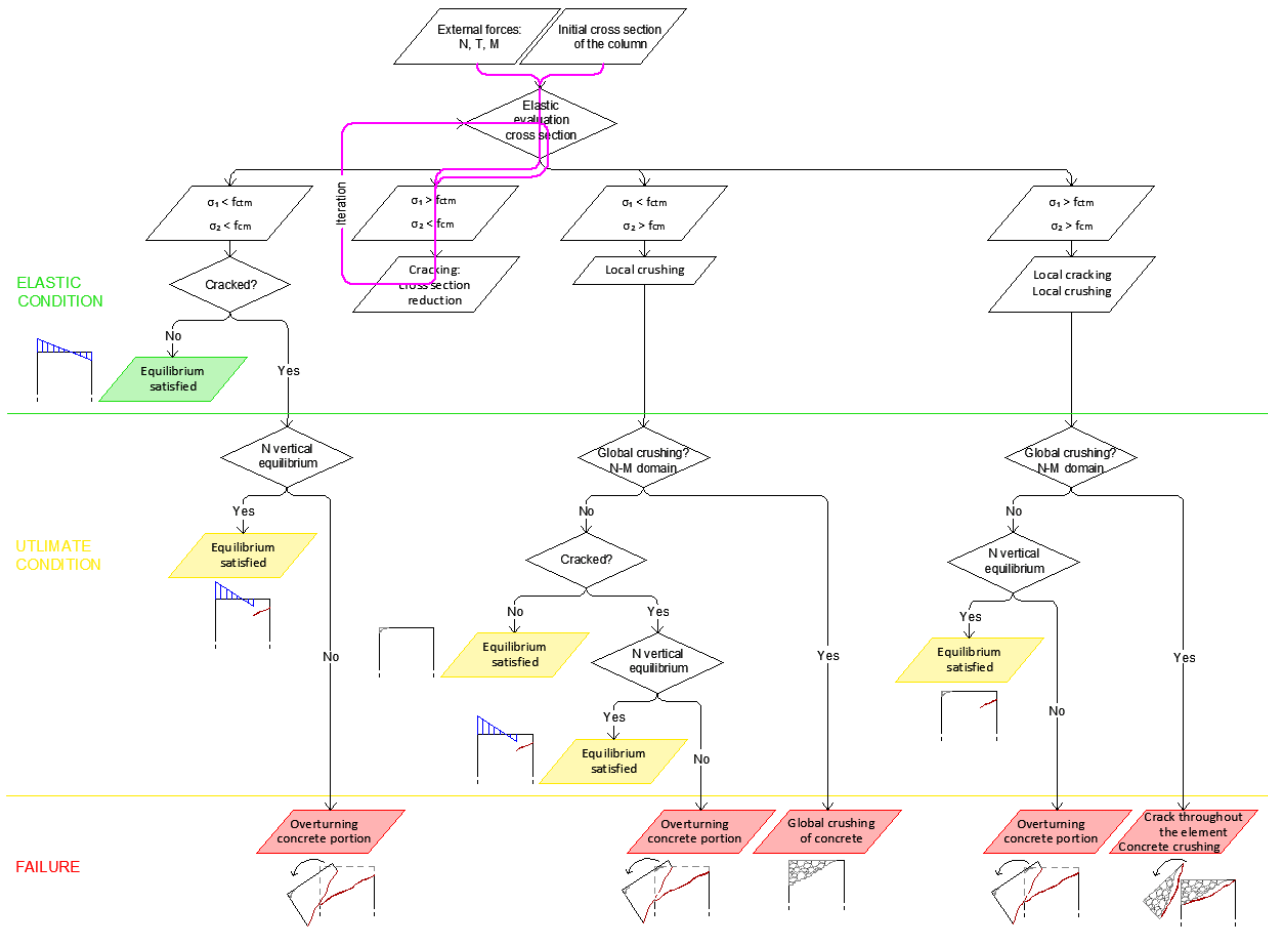 External forces:
N, T, M
Initial cross section
of the column
Elastic
evaluation
cross section
Iteration
σ₁ < fctm
σ₂ < fcm
σ₁ > fctm
σ₂ < fcm
σ₁ < fctm
σ₂ > fcm
σ₁ > fctm
σ₂ > fcm
ELASTIC
CONDITION
Cracked?
Cracking:
cross section
reduction
Local crushing
Local cracking
Local crushing
No
Yes
Equilibrium
satisfied
N vertical
equilibrium
Global crushing?
N-M domain
Global crushing?
N-M domain
UTLIMATE
CONDITION
Yes
No
Equilibrium
satisfied
No
Yes
Cracked?
No
Yes
Equilibrium
satisfied
N vertical
equilibrium
Yes
No
Equilibrium
satisfied
No
Yes
N vertical
equilibrium
Yes
No
Equilibrium
satisfied
FAILURE
Overturning
concrete portion
Overturning
concrete portion
Global crushing
of concrete
Overturning
concrete portion
Crack throughout
the element
Concrete crushing